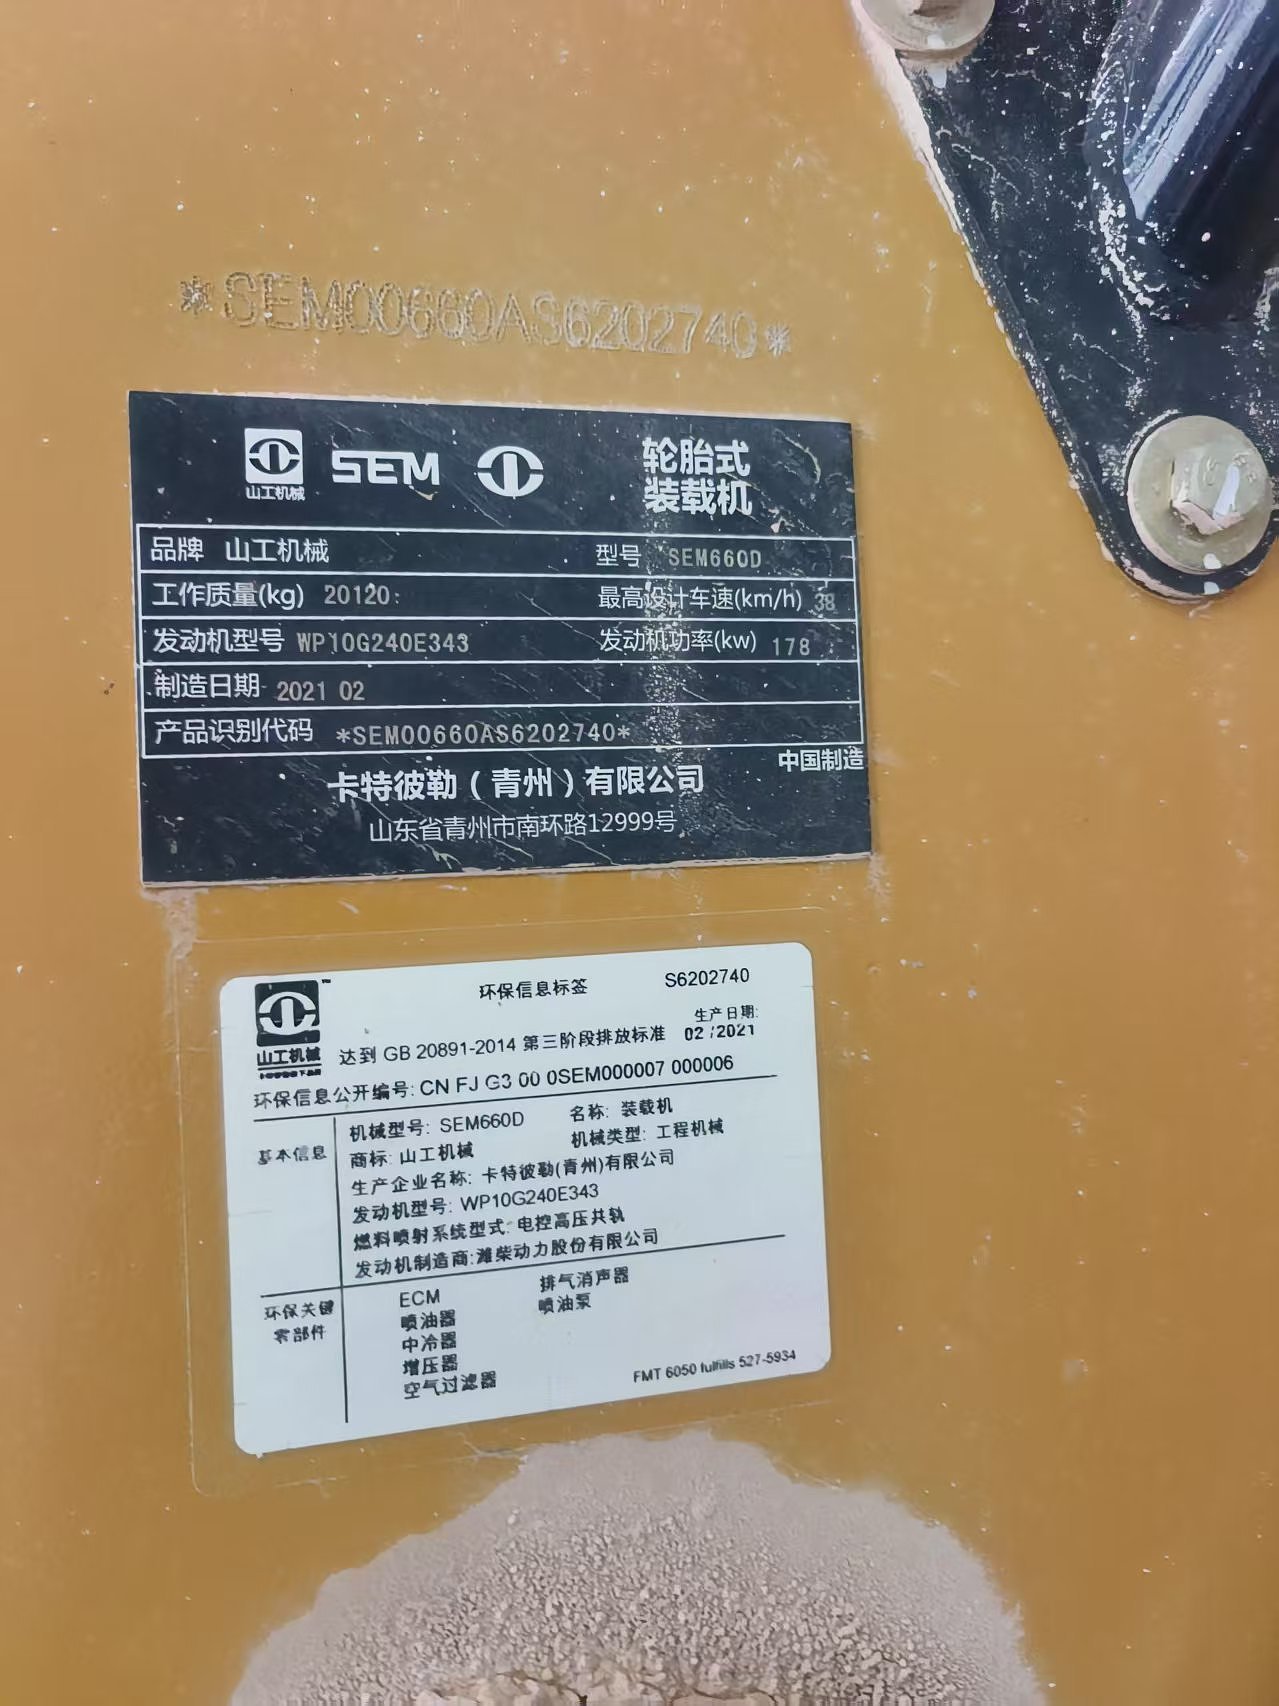 *SEM00660AS6202740*
山工机械 SEM 轮胎式
装载机
品牌 山工机械 型号 SEM660D
工作质量(kg) 20120 最高设计车速(km/h) 38
发动机型号 WP10G240E343 发动机功率(kw) 178
制造日期 2021 02
产品识别代码 *SEM00660AS6202740*
中国制造
卡特彼勒（青州）有限公司
山东省青州市南环路12999号
环保信息标签 S6202740
山工机械
生产日期:
达到 GB 20891-2014 第三阶段排放标准 02 /2021
环保信息公开编号: CN FJ G3 00 0SEM000007 000006
基本信息
机械型号: SEM660D 名称: 装载机
商标: 山工机械 机械类型: 工程机械
生产企业名称: 卡特彼勒(青州)有限公司
发动机型号: WP10G240E343
燃料喷射系统型式: 电控高压共轨
发动机制造商:潍柴动力股份有限公司
环保关键
零部件
ECM 排气消声器
喷油器 喷油泵
中冷器
增压器
空气过滤器
FMT 6050 fulfills 527-5934